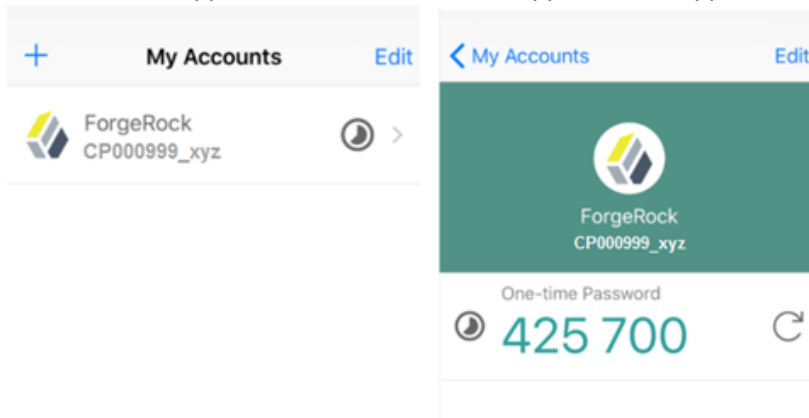 My Accounts
Edit
ForgeRock
CP000999_xyz
My Accounts
Edit
ForgeRock
CP000999_xyz
One-time Password
425 700